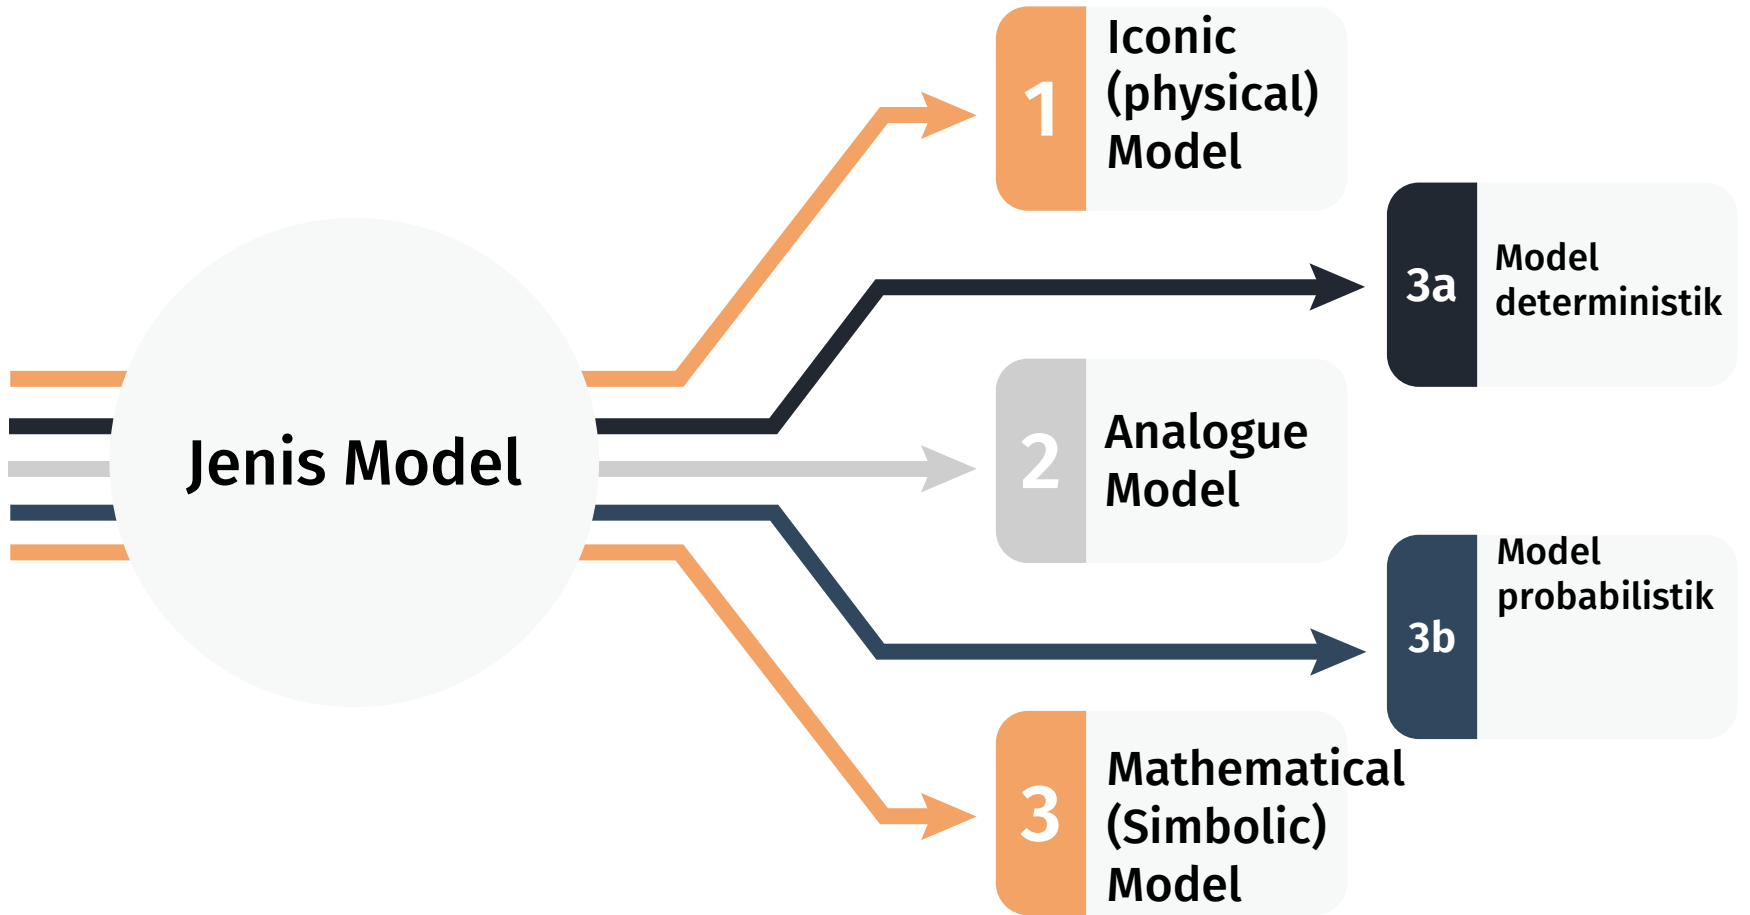 Jenis Model
1
Iconic
(physical)
Model
3a
Model
deterministik
2
Analogue
Model
3b
Model
probabilistik
3
Mathematical
(Simbolic)
Model